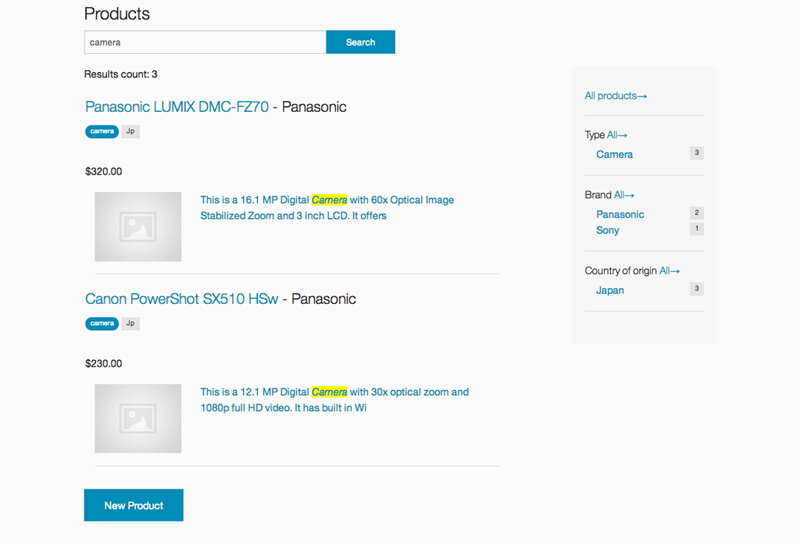 Products
camera
Search
Results count: 3
Panasonic LUMIX DMC-FZ70 - Panasonic
camera Jp
$320.00
This is a 16.1 MP Digital Camera with 60x Optical Image
Stabilized Zoom and 3 inch LCD. It offers
Canon PowerShot SX510 HSw - Panasonic
camera Jp
$230.00
This is a 12.1 MP Digital Camera with 30x optical zoom and
1080p full HD video. It has built in Wi
New Product
All products→
Type All→
Camera 3
Brand All→
Panasonic 2
Sony 1
Country of origin All→
Japan 3